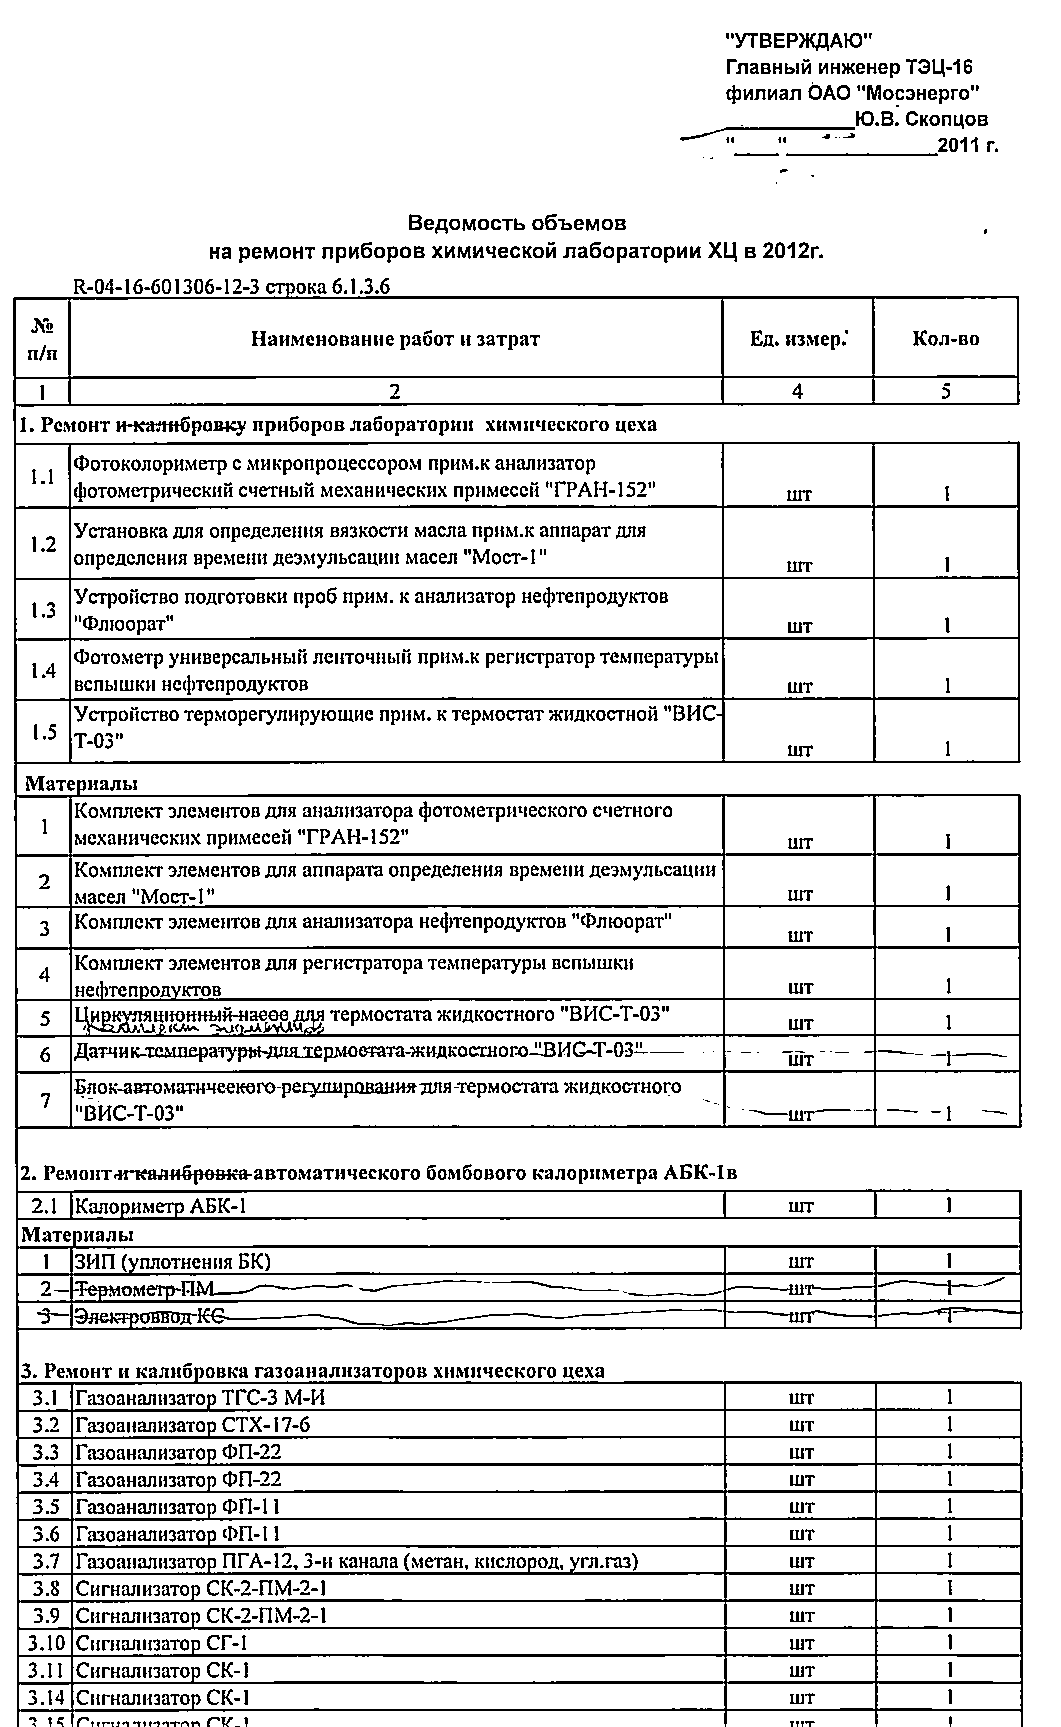 "УТВЕРЖДАЮ"
Главный инженер ТЭЦ-16
филиал ОАО "Мосэнерго"
____________Ю.В. Скопцов
"____"______________2011 г.
Ведомость объемов
на ремонт приборов химической лаборатории ХЦ в 2012г.
R-04-16-601306-12-3 строка 6.1.3.6
№ п/п Наименование работ и затрат Ед. измер. Кол-во
1 2 4 5
1. Ремонт и калибровку приборов лаборатории химического цеха
1.1 Фотоколориметр с микропроцессором прим.к анализатор
фотометрический счетный механических примесей "ГРАН-152" шт 1
1.2 Установка для определения вязкости масла прим.к аппарат для
определения времени деэмульсации масел "Мост-1" шт 1
1.3 Устройство подготовки проб прим. к анализатор нефтепродуктов
"Флюорат" шт 1
1.4 Фотометр универсальный ленточный прим.к регистратор температуры
вспышки нефтепродуктов шт 1
1.5 Устройство терморегулирующие прим. к термостат жидкостной "ВИС-
Т-03" шт 1
Материалы
1 Комплект элементов для анализатора фотометрического счетного
механических примесей "ГРАН-152" шт 1
2 Комплект элементов для аппарата определения времени деэмульсации
масел "Мост-1" шт 1
3 Комплект элементов для анализатора нефтепродуктов "Флюорат" шт 1
4 Комплект элементов для регистратора температуры вспышки
нефтепродуктов шт 1
5 Циркуляционный насос для термостата жидкостного "ВИС-Т-03" шт 1
комплект элементов
6 Датчик температуры для термостата жидкостного "ВИС-Т-03" шт 1
7 Блок автоматического регулирования для термостата жидкостного
"ВИС-Т-03" шт 1
2. Ремонт и калибровка автоматического бомбового калориметра АБК-1в
2.1 Калориметр АБК-1 шт 1
Материалы
1 ЗИП (уплотнения БК) шт 1
2 Термометр ПМ шт 1
3 Электроввод КС шт 1
3. Ремонт и калибровка газоанализаторов химического цеха
3.1 Газоанализатор ТГС-3 М-И шт 1
3.2 Газоанализатор СТХ-17-6 шт 1
3.3 Газоанализатор ФП-22 шт 1
3.4 Газоанализатор ФП-22 шт 1
3.5 Газоанализатор ФП-11 шт 1
3.6 Газоанализатор ФП-11 шт 1
3.7 Газоанализатор ПГА-12, 3-и канала (метан, кислород, угл.газ) шт 1
3.8 Сигнализатор СК-2-ПМ-2-1 шт 1
3.9 Сигнализатор СК-2-ПМ-2-1 шт 1
3.10 Сигнализатор СГ-1 шт 1
3.11 Сигнализатор СК-1 шт 1
3.14 Сигнализатор СК-1 шт 1
3.15 Сигнализатор СК-1 шт 1